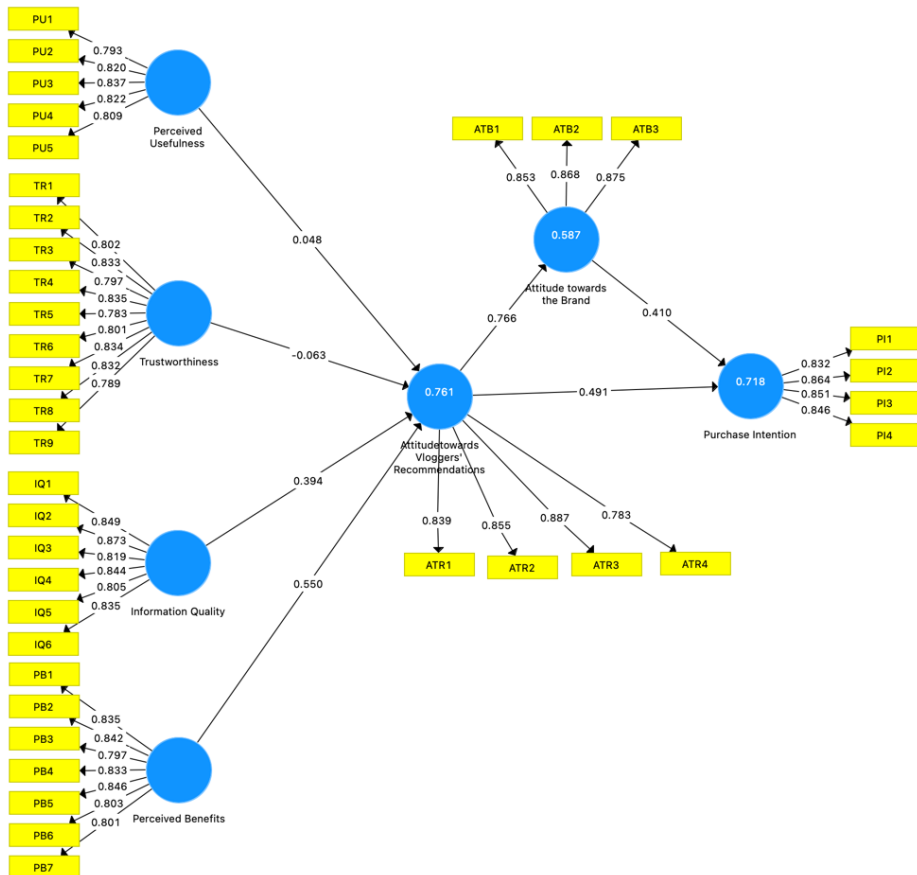 PU1
PU2
PU3
PU4
PU5
0.793
0.820
0.837
0.822
0.809
Perceived
Usefulness
TR1
TR2
TR3
TR4
TR5
TR6
TR7
TR8
TR9
0.802
0.833
0.797
0.835
0.783
0.801
0.834
0.832
0.789
Trustworthiness
IQ1
IQ2
IQ3
IQ4
IQ5
IQ6
0.849
0.873
0.819
0.844
0.805
0.835
Information Quality
PB1
PB2
PB3
PB4
PB5
PB6
PB7
0.835
0.842
0.797
0.833
0.846
0.803
0.801
Perceived Benefits
0.048
-0.063
0.394
0.550
0.761
Attitudetowards
Vloggers'
Recommendations
0.839
0.855
0.887
0.783
ATR1
ATR2
ATR3
ATR4
0.766
0.491
ATB1
ATB2
ATB3
0.853
0.868
0.875
0.587
Attitude towards
the Brand
0.410
0.718
Purchase Intention
0.832
0.864
0.851
0.846
PI1
PI2
PI3
PI4